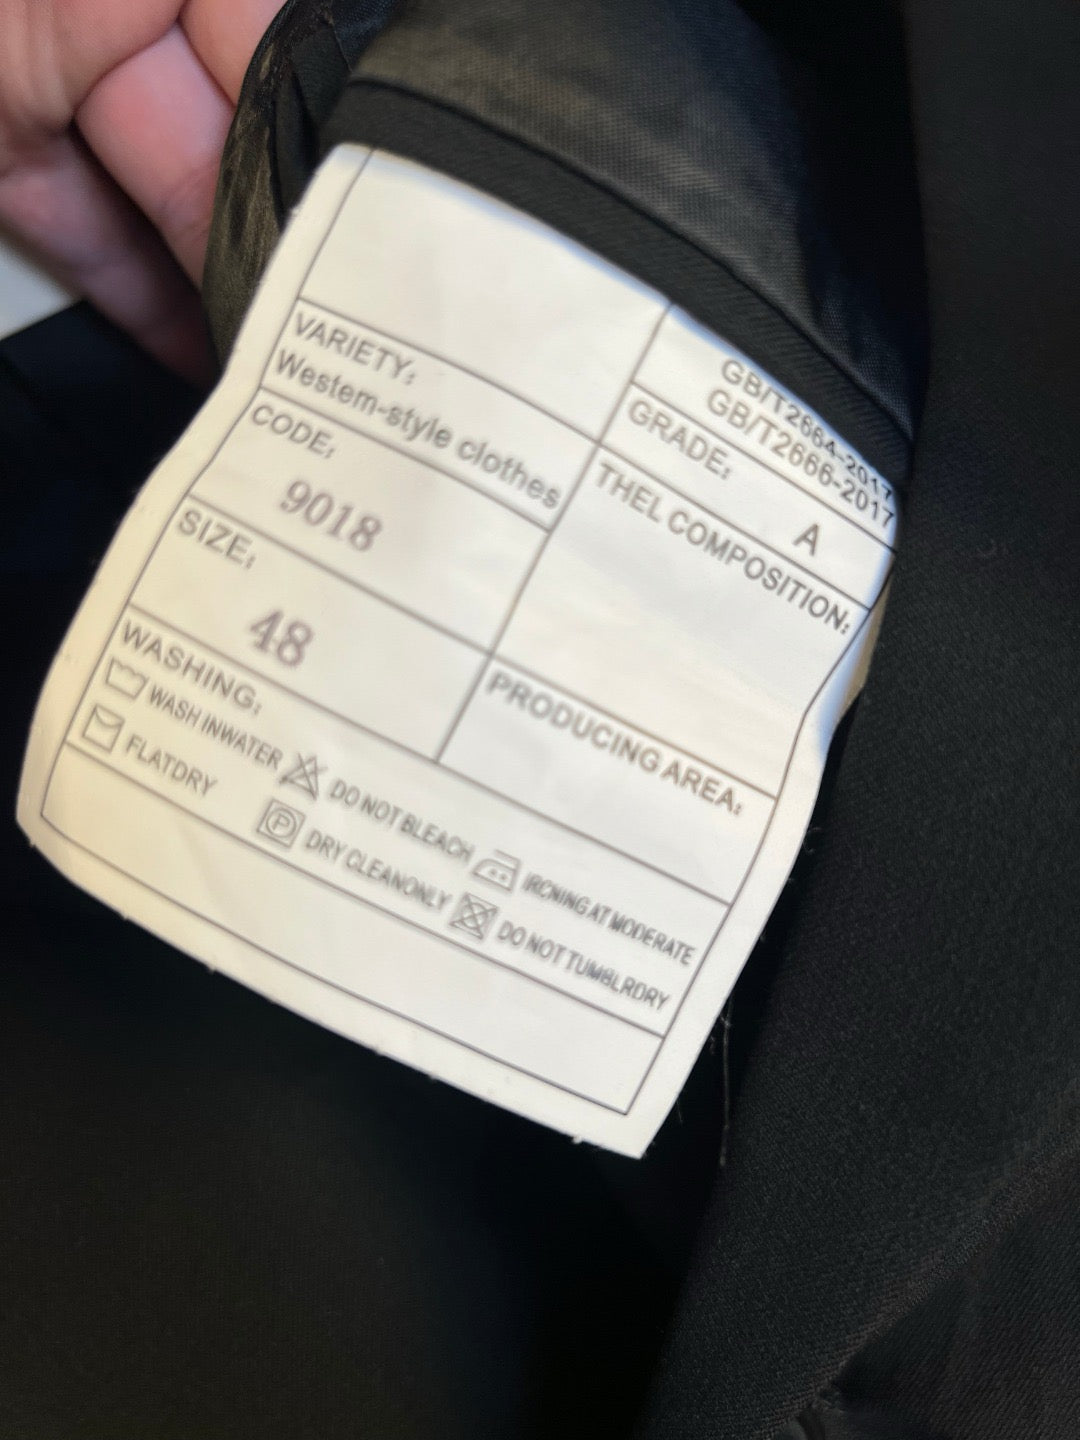 GB/T2664-2017
GB/T2666-2017
VARIETY:
Westem-style clothes
GRADE:
A
CODE:
9018
THEL COMPOSITION:
SIZE:
48
PRODUCING AREA:
WASHING:
WASH INWATER DO NOT BLEACH IRCNING AT MODERATE
FLATDRY P DRY CLEANONLY DO NOT TUMBLRDRY